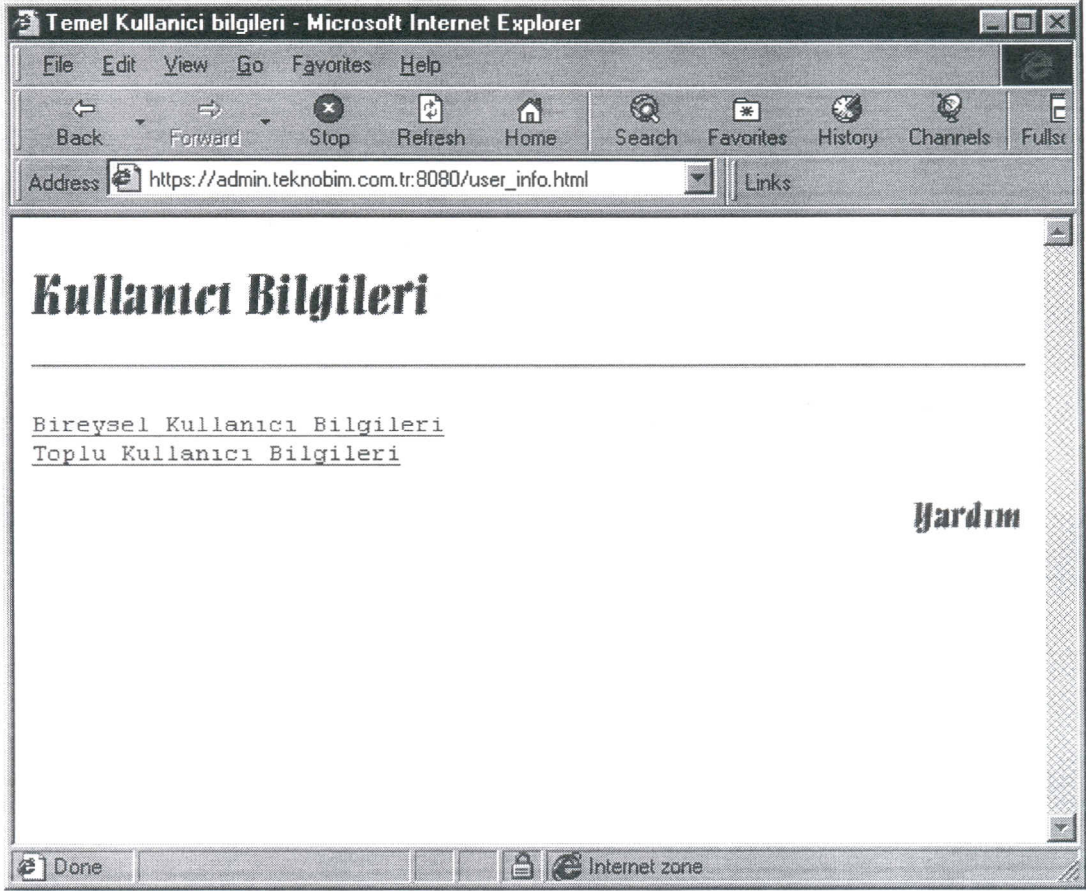 Temel Kullanici bilgileri - Microsoft Internet Explorer
File Edit View Go Favorites Help
Back Forward Stop Refresh Home Search Favorites History Channels
Address https://admin.teknobim.com.tr:8080/user_info.html Links
Kullanıcı Bilgileri
Bireysel Kullanıcı Bilgileri
Toplu Kullanıcı Bilgileri
Yardım
Done Internet zone